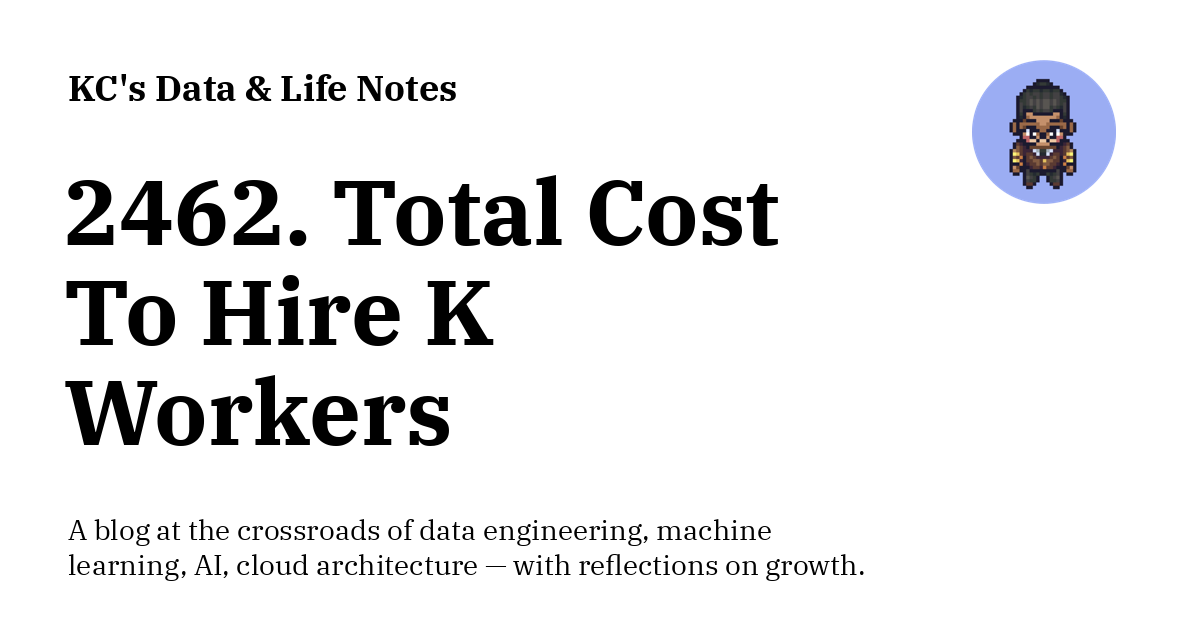 KC's Data & Life Notes
2462. Total Cost
To Hire K
Workers
A blog at the crossroads of data engineering, machine
learning, AI, cloud architecture — with reflections on growth.